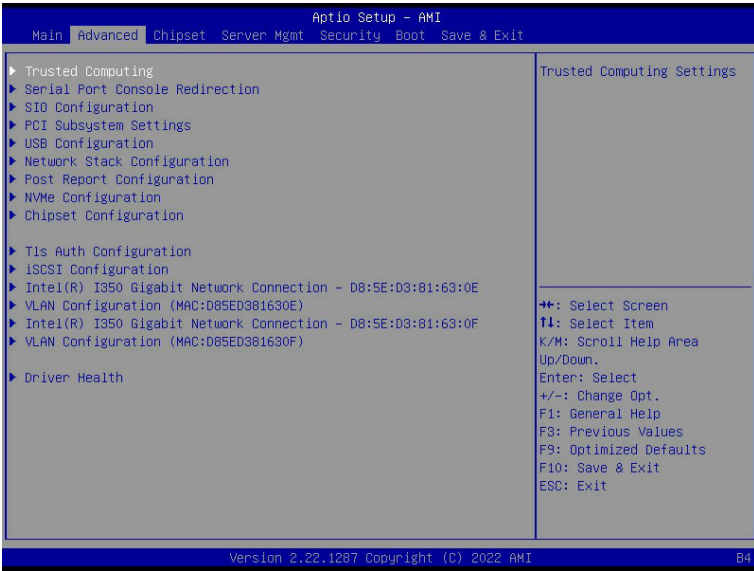 Aptio Setup – AMI
Main Advanced Chipset Server Mgmt Security Boot Save & Exit
▶ Trusted Computing
▶ Serial Port Console Redirection
▶ SIO Configuration
▶ PCI Subsystem Settings
▶ USB Configuration
▶ Network Stack Configuration
▶ Post Report Configuration
▶ NVMe Configuration
▶ Chipset Configuration
▶ Tls Auth Configuration
▶ iSCSI Configuration
▶ Intel(R) I350 Gigabit Network Connection – D8:5E:D3:81:63:0E
▶ VLAN Configuration (MAC:D85ED381630E)
▶ Intel(R) I350 Gigabit Network Connection – D8:5E:D3:81:63:0F
▶ VLAN Configuration (MAC:D85ED381630F)
▶ Driver Health
Trusted Computing Settings
→←: Select Screen
↑↓: Select Item
K/M: Scroll Help Area
Up/Down.
Enter: Select
+/–: Change Opt.
F1: General Help
F3: Previous Values
F9: Optimized Defaults
F10: Save & Exit
ESC: Exit
Version 2.22.1287 Copyright (C) 2022 AMI
B4